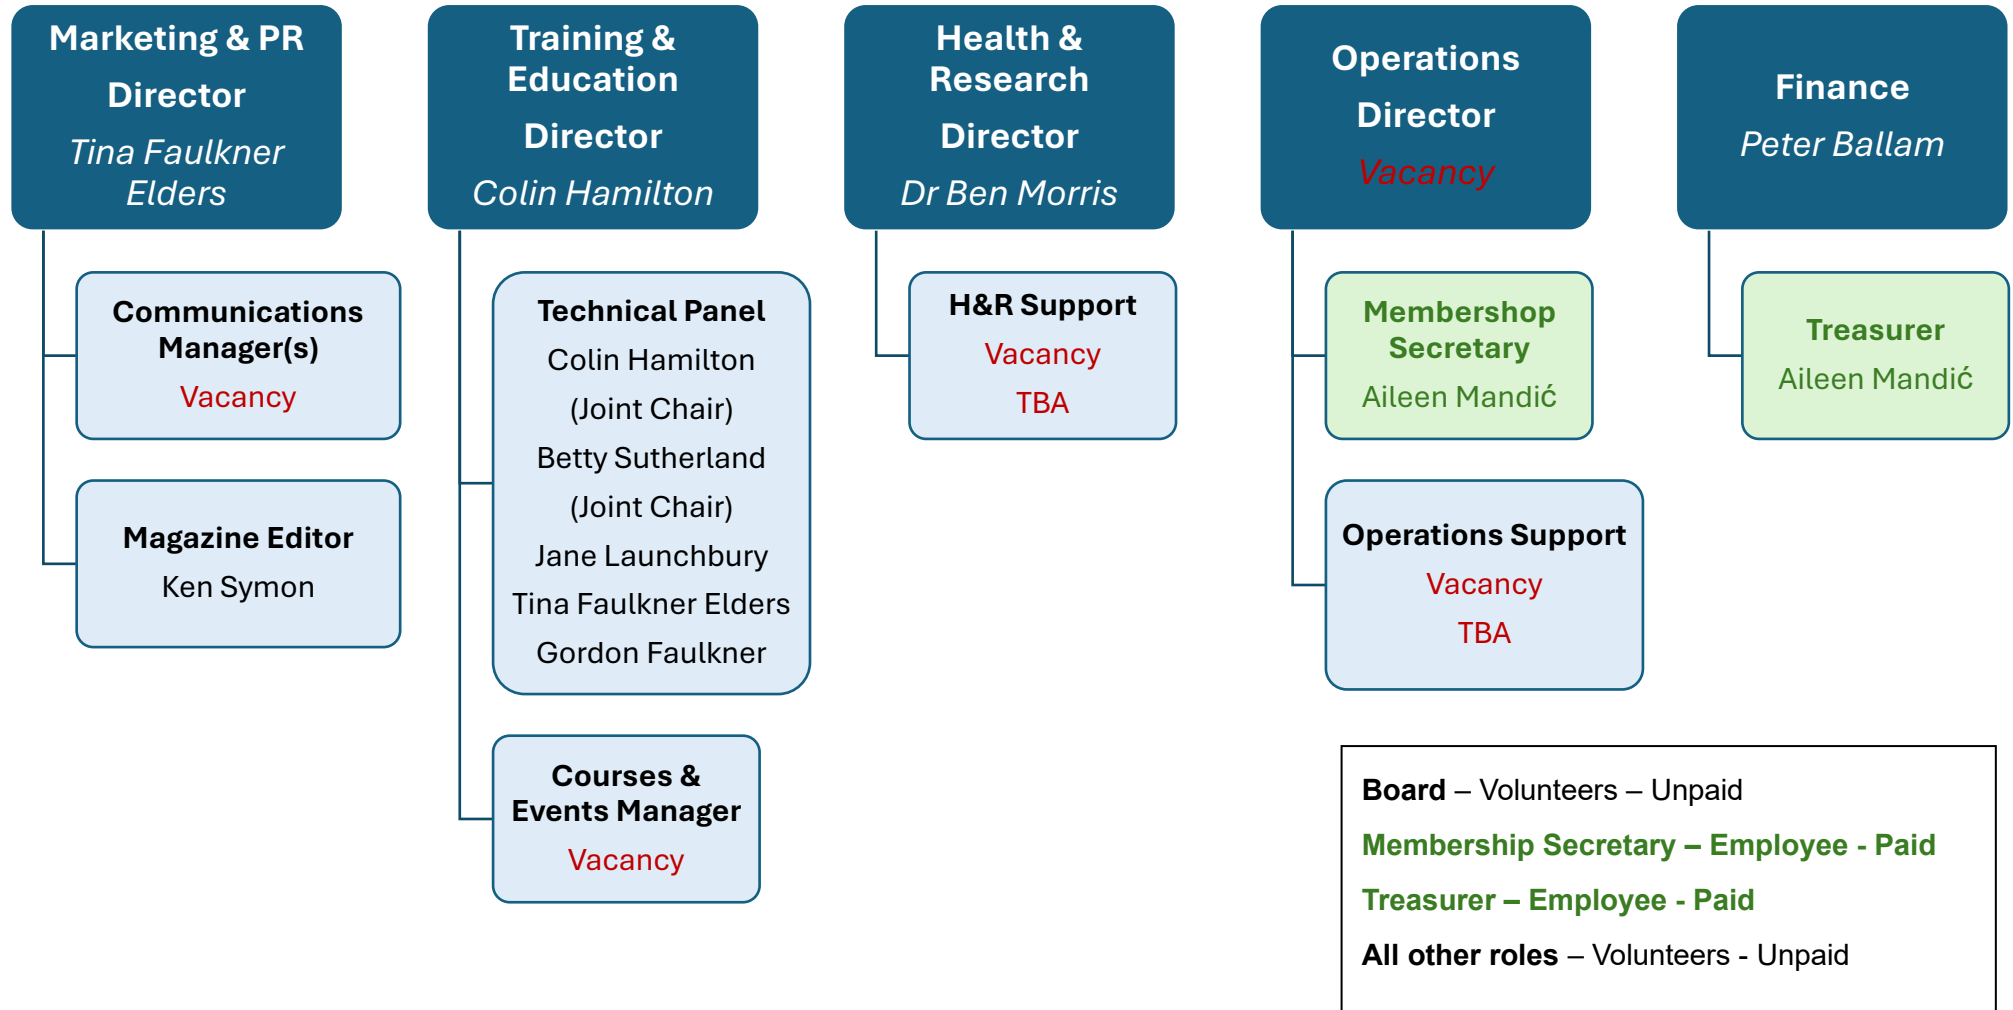 Marketing & PR
Director
Tina Faulkner
Elders
Communications
Manager(s)
Vacancy
Magazine Editor
Ken Symon
Training &
Education
Director
Colin Hamilton
Technical Panel
Colin Hamilton
(Joint Chair)
Betty Sutherland
(Joint Chair)
Jane Launchbury
Tina Faulkner Elders
Gordon Faulkner
Courses &
Events Manager
Vacancy
Health &
Research
Director
Dr Ben Morris
H&R Support
Vacancy
TBA
Operations
Director
Vacancy
Membershop
Secretary
Aileen Mandić
Operations Support
Vacancy
TBA
Finance
Peter Ballam
Treasurer
Aileen Mandić
Board – Volunteers – Unpaid
Membership Secretary – Employee - Paid
Treasurer – Employee - Paid
All other roles – Volunteers - Unpaid